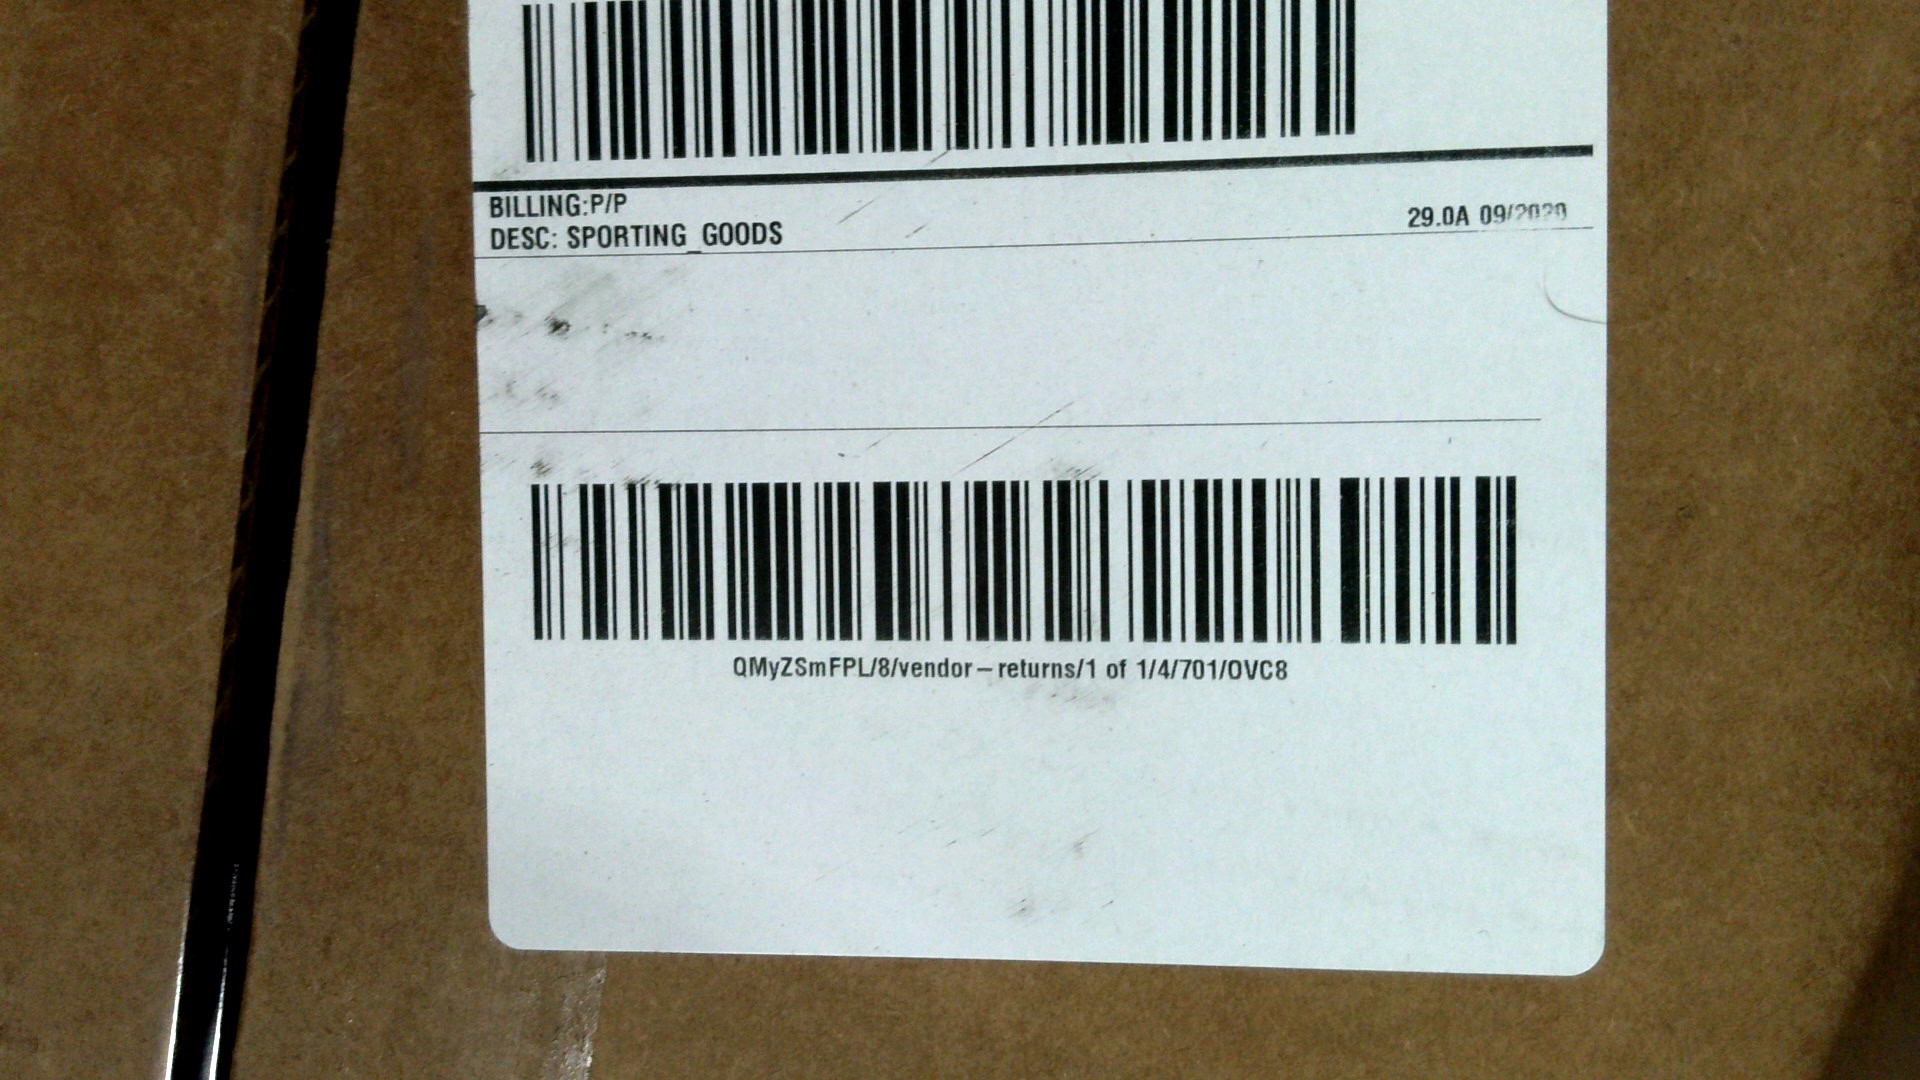 BILLING:P/P
DESC: SPORTING_GOODS
29.0A 09/2020
QMyZSmFPL/8/vendor-returns/1 of 1/4/701/OVC8